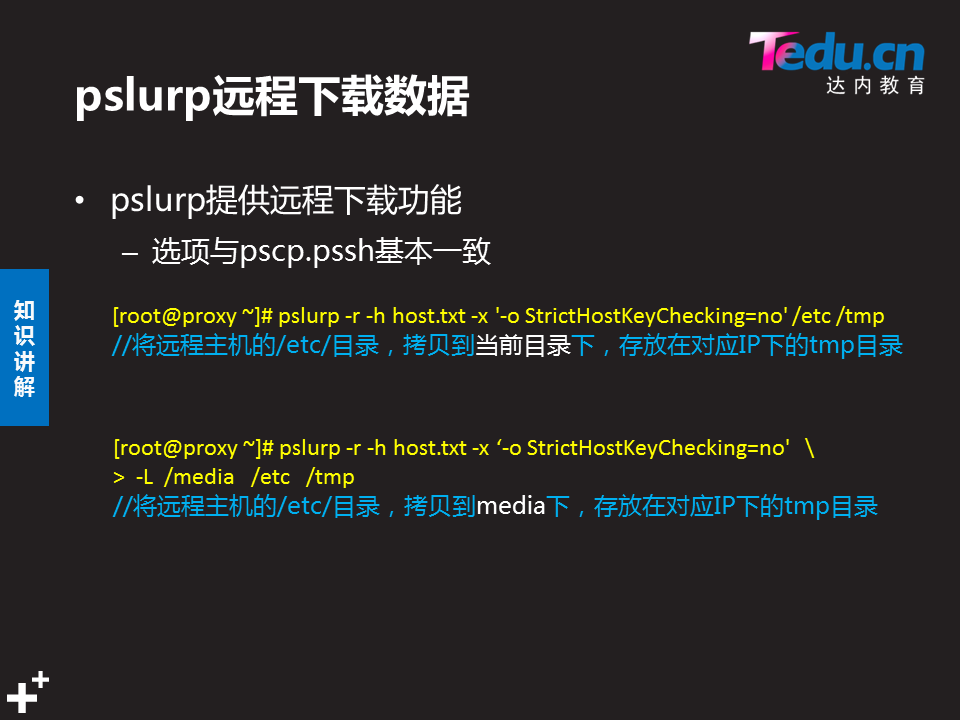 Tedu.cn
达内教育
pslurp远程下载数据
• pslurp提供远程下载功能
– 选项与pscp.pssh基本一致
知识讲解
[root@proxy ~]# pslurp -r -h host.txt -x '-o StrictHostKeyChecking=no' /etc /tmp
//将远程主机的/etc/目录，拷贝到当前目录下，存放在对应IP下的tmp目录
[root@proxy ~]# pslurp -r -h host.txt -x ‘-o StrictHostKeyChecking=no' \
> -L /media /etc /tmp
//将远程主机的/etc/目录，拷贝到media下，存放在对应IP下的tmp目录